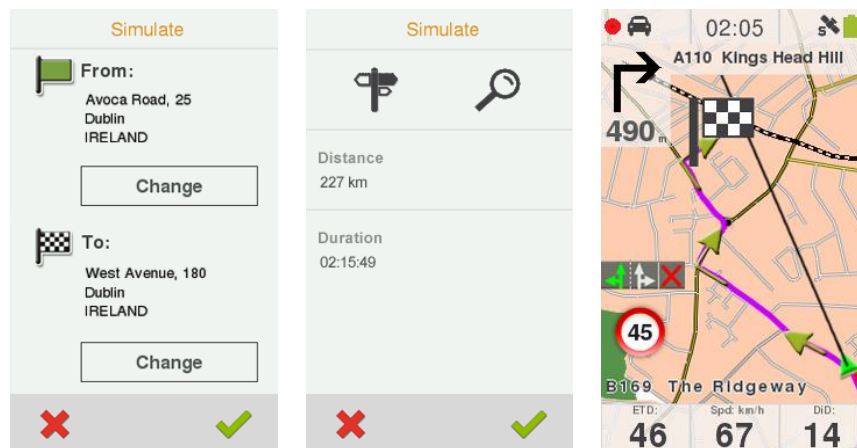 Simulate
From:
Avoca Road, 25
Dublin
IRELAND
Change
To:
West Avenue, 180
Dublin
IRELAND
Change
Simulate
Distance
227 km
Duration
02:15:49
02:05
S
A110 Kings Head Hill
490 m
45
B169 The Ridgeway
ETD: Spd: km/h DiD:
46 67 14